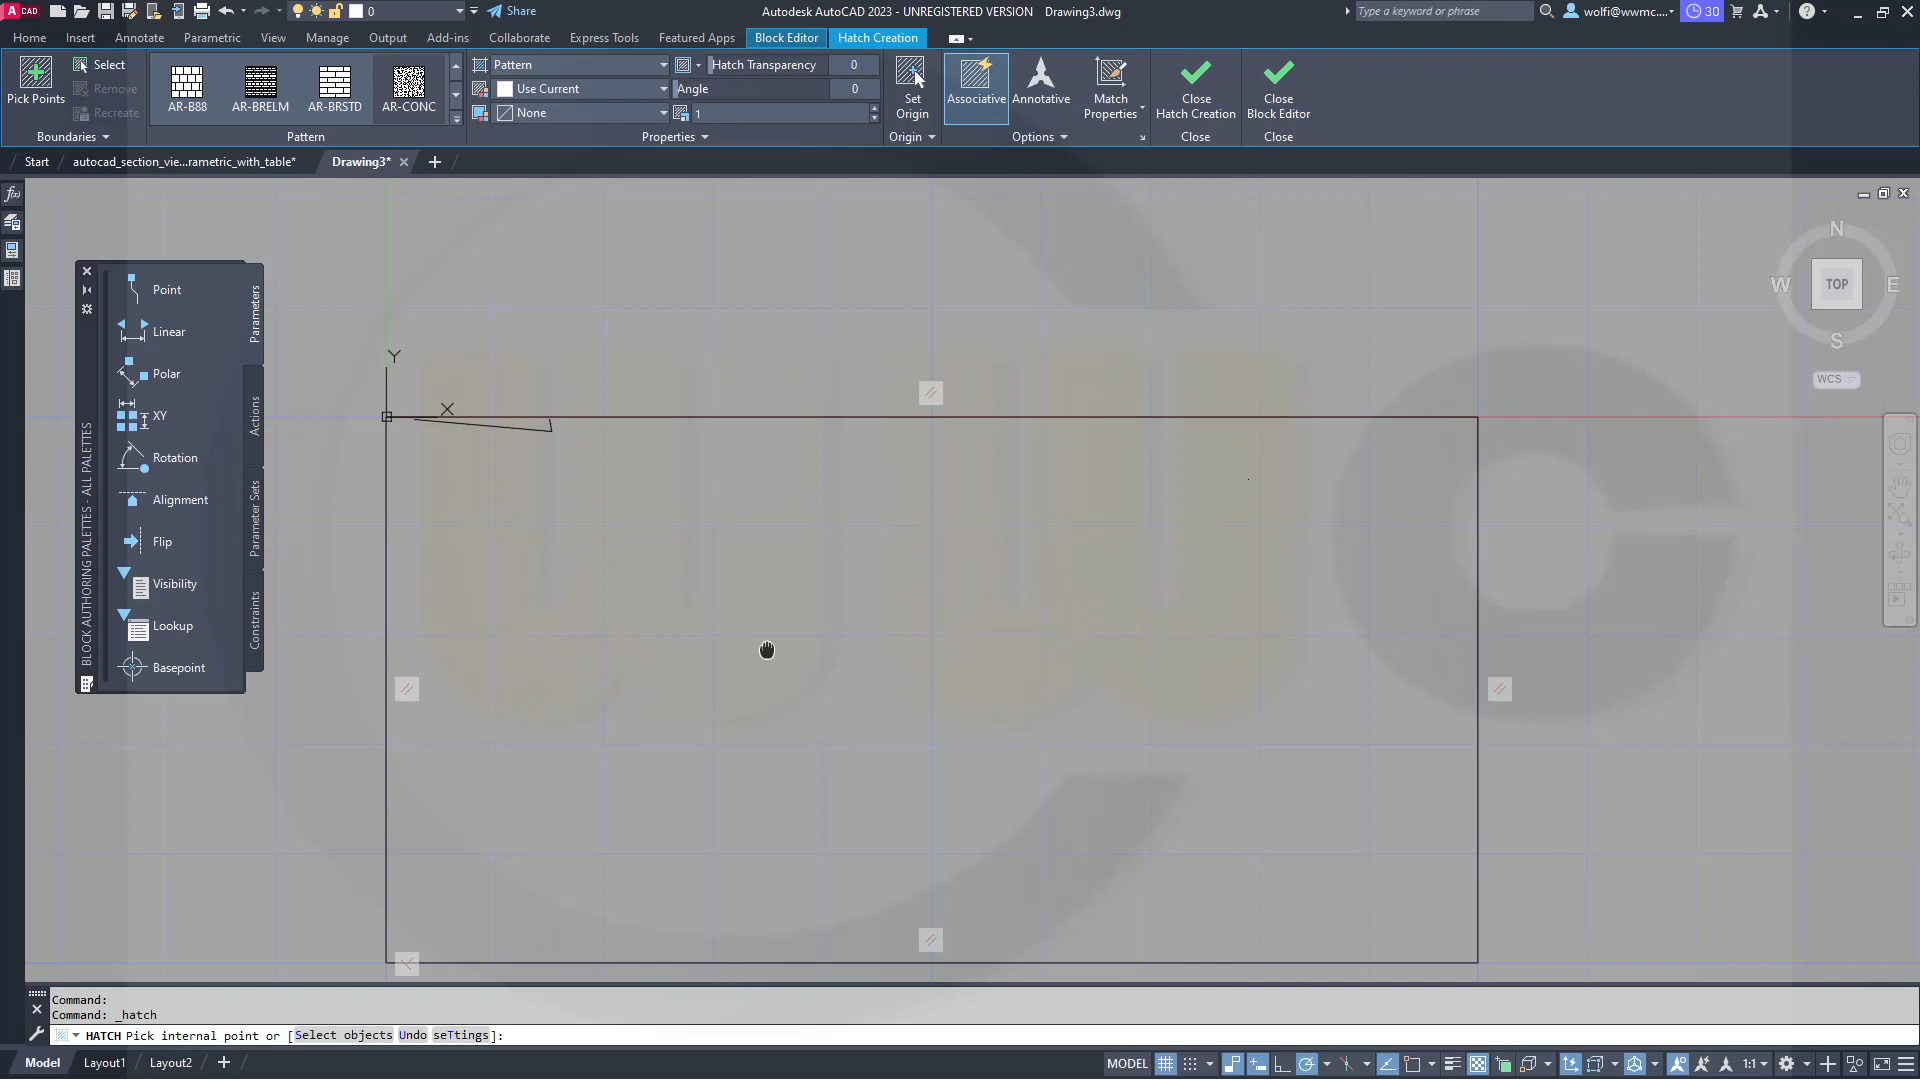 CAD
0
Share
Autodesk AutoCAD 2023 - UNREGISTERED VERSION Drawing3.dwg
Type a keyword or phrase
wolfi@wwmc....
30
Home Insert Annotate Parametric View Manage Output Add-ins Collaborate Express Tools Featured Apps Block Editor Hatch Creation
Pick Points
Select
Remove
Recreate
Boundaries
AR-B88
AR-BRELM
AR-BRSTD
AR-CONC
Pattern
Pattern
Use Current
None
Hatch Transparency 0
Angle 0
1
Properties
Set
Origin
Origin
Associative
Annotative
Match
Properties
Options
Close
Hatch Creation
Close
Close
Block Editor
Close
Start
autocad_section_vie...rametric_with_table*
Drawing3*
BLOCK AUTHORING PALETTES - ALL PALETTES
Point
Linear
Polar
XY
Rotation
Alignment
Flip
Visibility
Lookup
Basepoint
Parameters
Actions
Parameter Sets
Constraints
Y
X
N
W
TOP
E
S
WCS
Command:
Command: _hatch
HATCH Pick internal point or [Select objects Undo seTtings]:
Model
Layout1
Layout2
MODEL
1:1